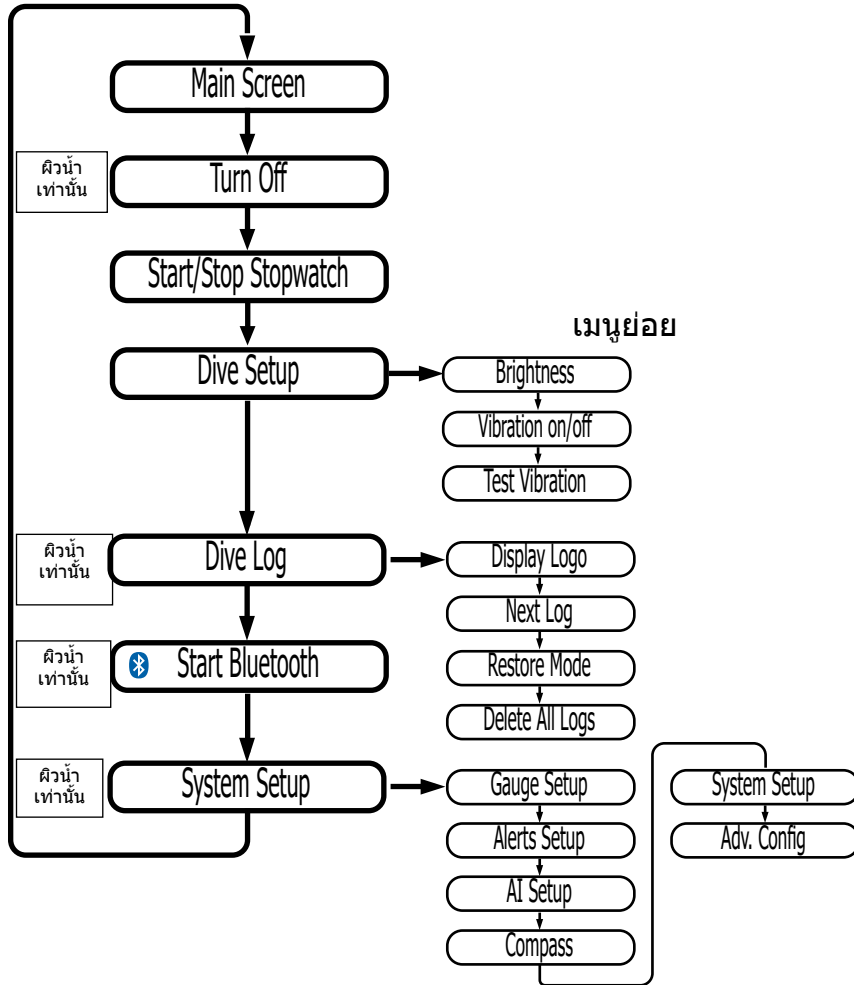 Main Screen
ผิวน้ำ
เท่านั้น
Turn Off
Start/Stop Stopwatch
เมนูย่อย
Dive Setup
Brightness
Vibration on/off
Test Vibration
ผิวน้ำ
เท่านั้น
Dive Log
Display Logo
Next Log
Restore Mode
Delete All Logs
ผิวน้ำ
เท่านั้น
Start Bluetooth
ผิวน้ำ
เท่านั้น
System Setup
Gauge Setup
Alerts Setup
AI Setup
Compass
System Setup
Adv. Config